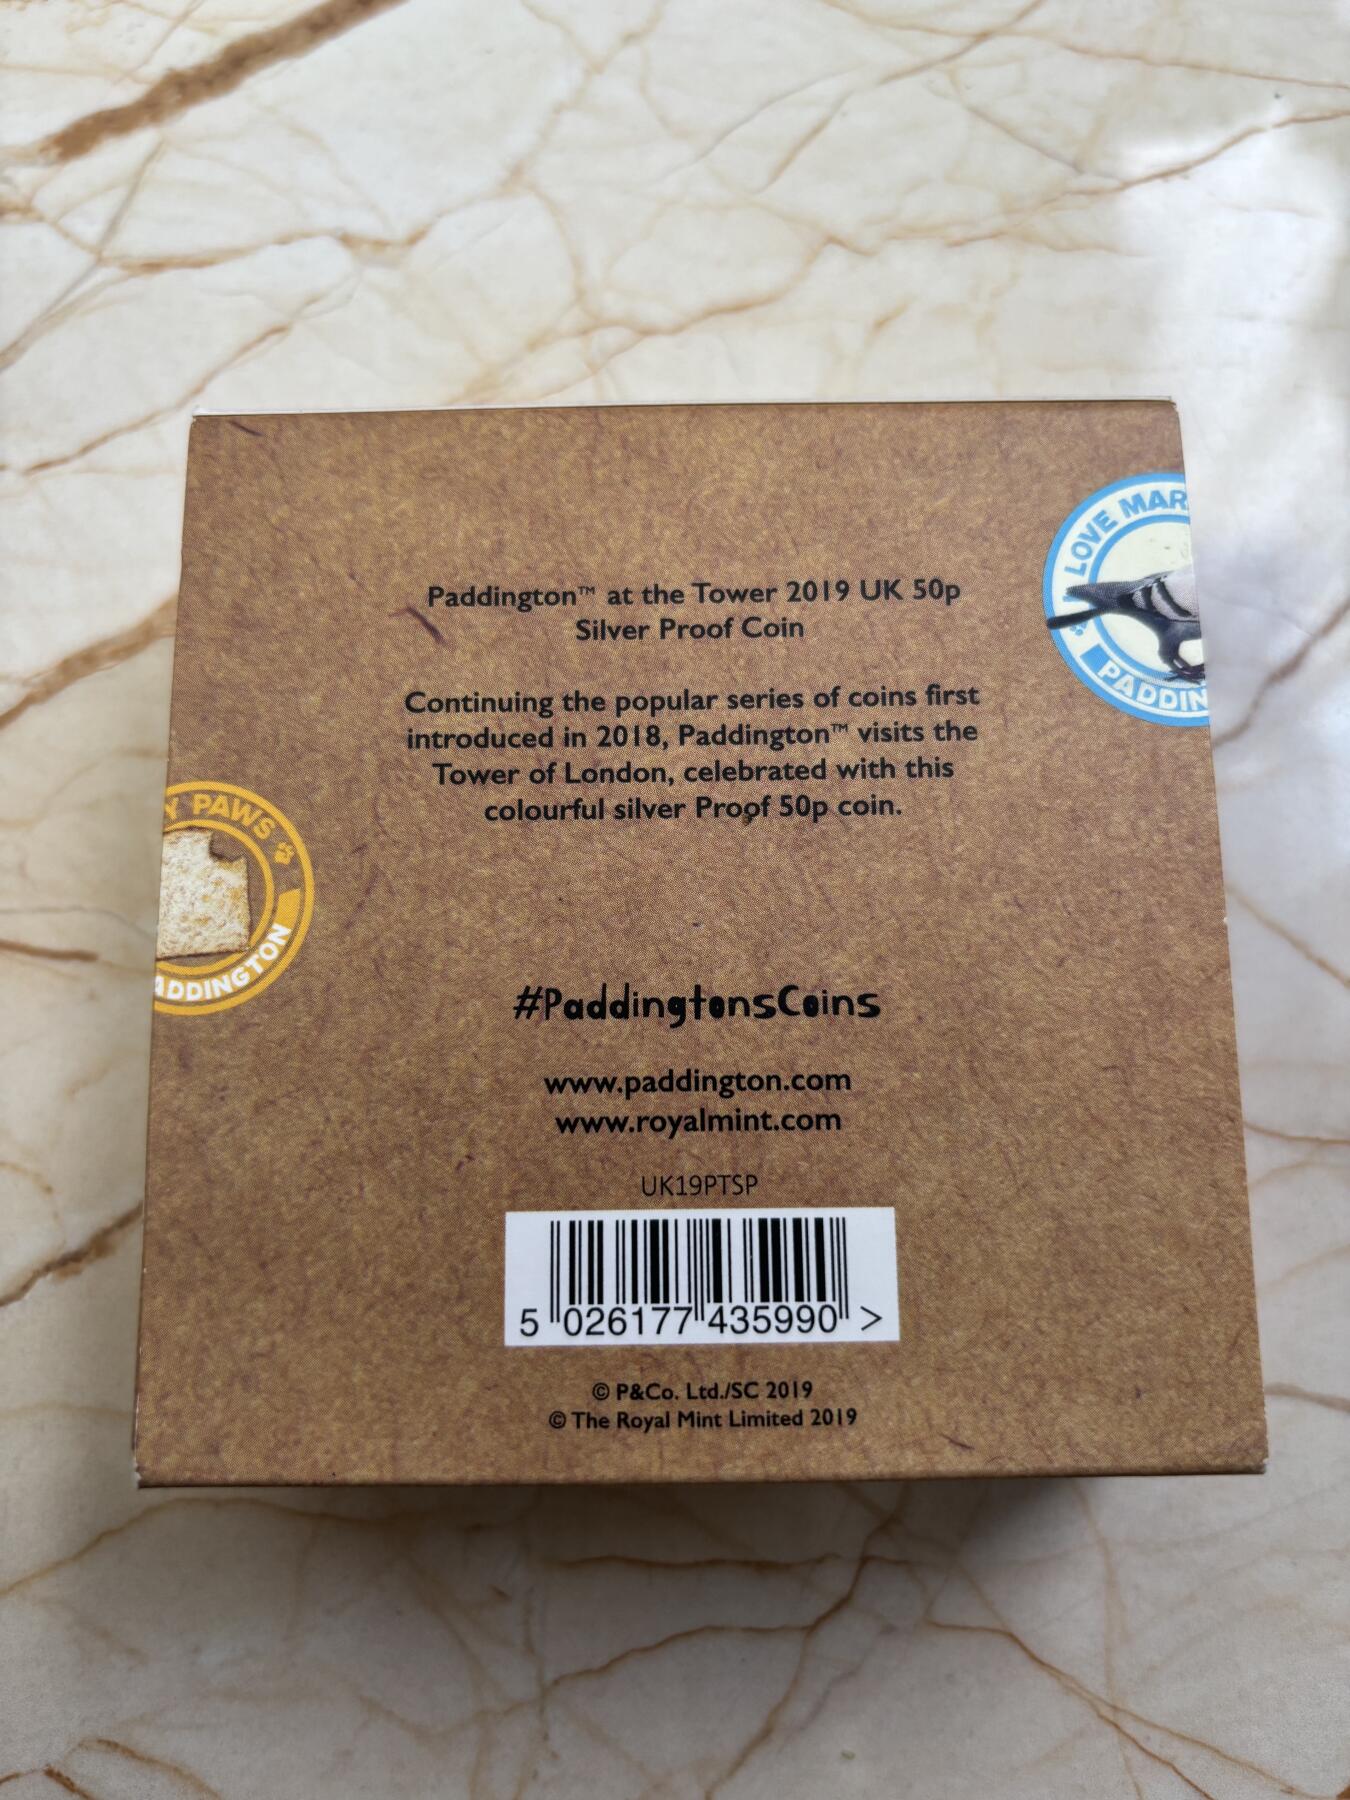 LOVE MAR
PADDIN
Paddington™ at the Tower 2019 UK 50p
Silver Proof Coin
Continuing the popular series of coins first
introduced in 2018, Paddington™ visits the
Tower of London, celebrated with this
colourful silver Proof 50p coin.
Y PAWS
ADDINGTON
#PaddingtonsCoins
www.paddington.com
www.royalmint.com
UK19PTSP
5 026177 435990 >
© P&Co. Ltd./SC 2019
© The Royal Mint Limited 2019